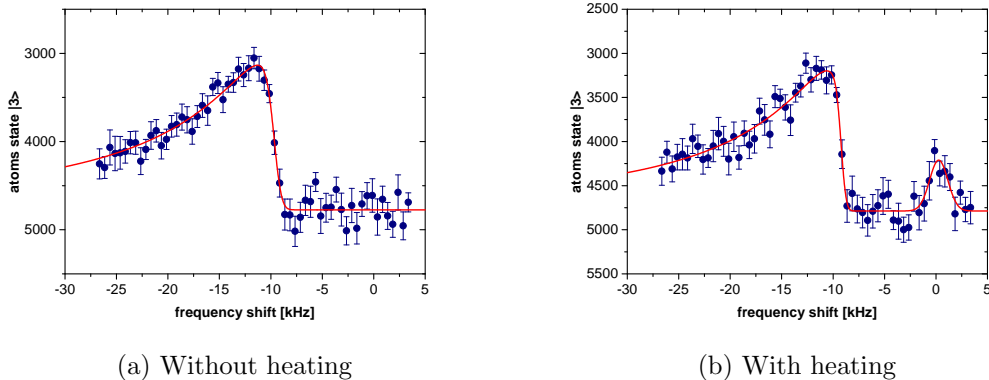 3000
4000
5000
-30 -25 -20 -15 -10 -5 0 5
atoms state [3>
frequency shift [kHz]
(a) Without heating
2500
3000
3500
4000
4500
5000
5500
-30 -25 -20 -15 -10 -5 0 5
atoms state [3>
frequency shift [kHz]
(b) With heating